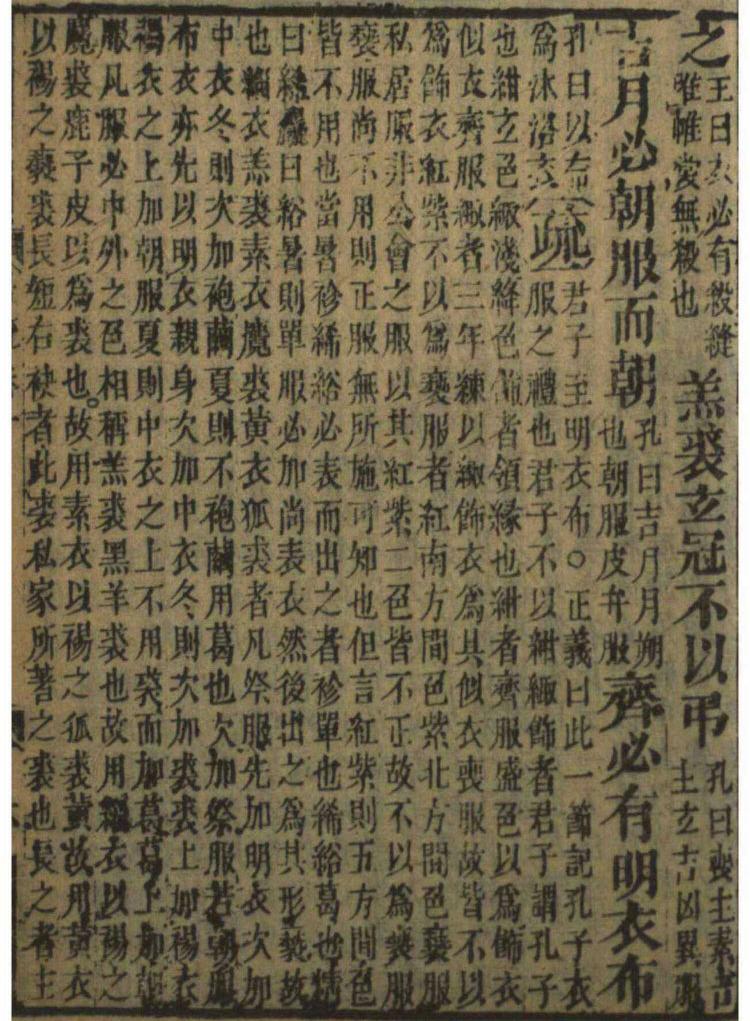 之王曰衣必有殺縫唯帷裳無殺也羔裘玄冠不以弔孔曰喪主素吉主玄吉凶異服
吉月必朝服而朝孔曰吉月月朔也朝服皮弁服齊必有明衣布
孔曰以布爲沐浴衣疏君子至明衣布○正義曰此一節記孔子衣
服之禮也君子不以紺緅飾者君子謂孔子
也紺玄色緅淺絳色飾者領緣也紺者齊服盛色以爲飾衣
似衣齊服緅者三年練以緅飾衣爲其似衣喪服故皆不以
爲飾衣紅紫不以爲褻服者紅南方間色紫北方間色褻服
私居服非公會之服以其紅紫二色皆不正故不以爲褻服
褻服尚不用則正服無所施可知也但言紅紫則五方間色
皆不用也當暑袗絺綌必表而出之者袗單也絺綌葛也精
曰絺麤曰綌暑則單服必加尚表衣然後出之爲其形褻故
也緇衣羔裘素衣麑裘黃衣狐裘者凡祭服先加明衣次加
中衣冬則次加袍繭夏則不袍繭用葛也次加祭服若朝服
布衣亦先以明衣親身次加中衣冬則次加裘裘上加裼衣
裼衣之上加朝服夏則中衣之上不用裘而加葛葛上加朝
服凡服必中外之色相稱羔裘黑羊裘也故用緇衣以裼之
麑裘鹿子皮以爲裘也故用素衣以裼之狐裘黃故用黃衣
以裼之褻裘長短右袂者此裘私家所著之裘也長之者主